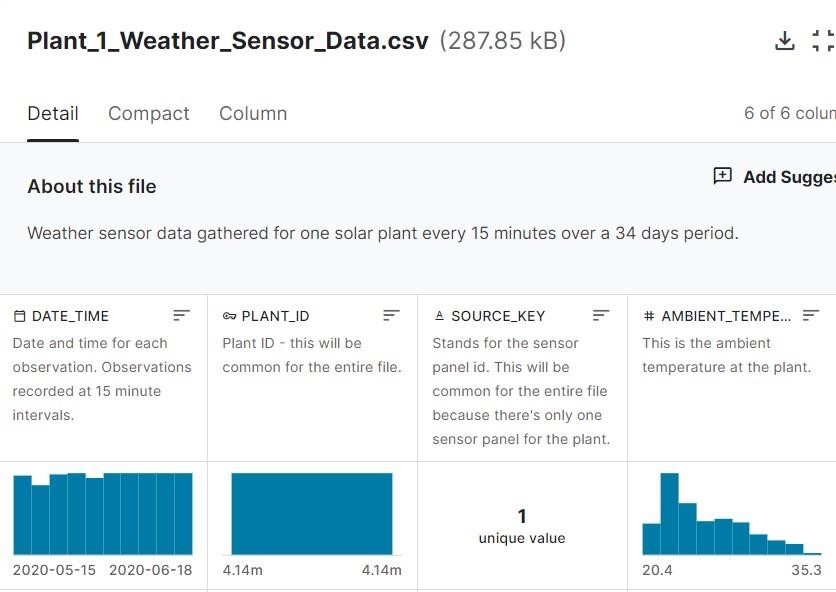 Plant_1_Weather_Sensor_Data.csv (287.85 kB)
Detail Compact Column 6 of 6 colum
About this file
Add Sugges
Weather sensor data gathered for one solar plant every 15 minutes over a 34 days period.
DATE_TIME
Date and time for each
observation. Observations
recorded at 15 minute
intervals.
2020-05-15 2020-06-18
PLANT_ID
Plant ID - this will be
common for the entire file.
4.14m 4.14m
SOURCE_KEY
Stands for the sensor
panel id. This will be
common for the entire file
because there's only one
sensor panel for the plant.
1
unique value
AMBIENT_TEMPE...
This is the ambient
temperature at the plant.
20.4 35.3